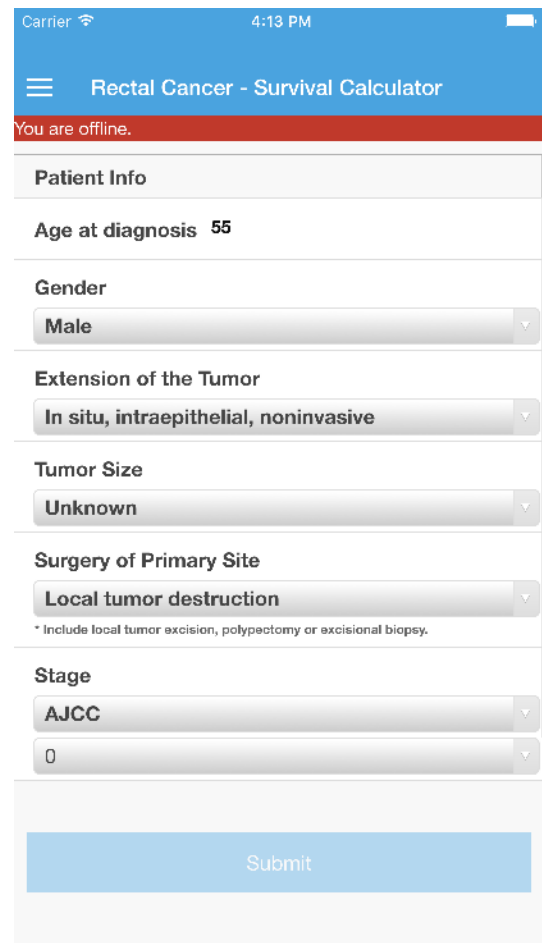 Carrier 4:13 PM
Rectal Cancer - Survival Calculator
You are offline.
Patient Info
Age at diagnosis 55
Gender
Male
Extension of the Tumor
In situ, intraepithelial, noninvasive
Tumor Size
Unknown
Surgery of Primary Site
Local tumor destruction
* Include local tumor excision, polypectomy or excisional biopsy.
Stage
AJCC
0
Submit